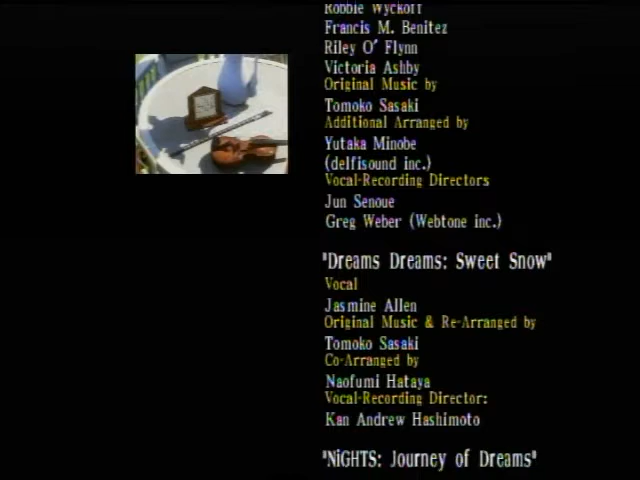 Robbie Wyckoff
Francis M. Benitez
Riley O' Flynn
Victoria Ashby
Original Music by
Tomoko Sasaki
Additional Arranged by
Yutaka Minobe
(delfisound inc.)
Vocal-Recording Directors
Jun Senoue
Greg Weber (Webtone inc.)
"Dreams Dreams: Sweet Snow"
Vocal
Jasmine Allen
Original Music & Re-Arranged by
Tomoko Sasaki
Co-Arranged by
Naofumi Hataya
Vocal-Recording Director:
Kan Andrew Hashimoto
"NiGHTS: Journey of Dreams"